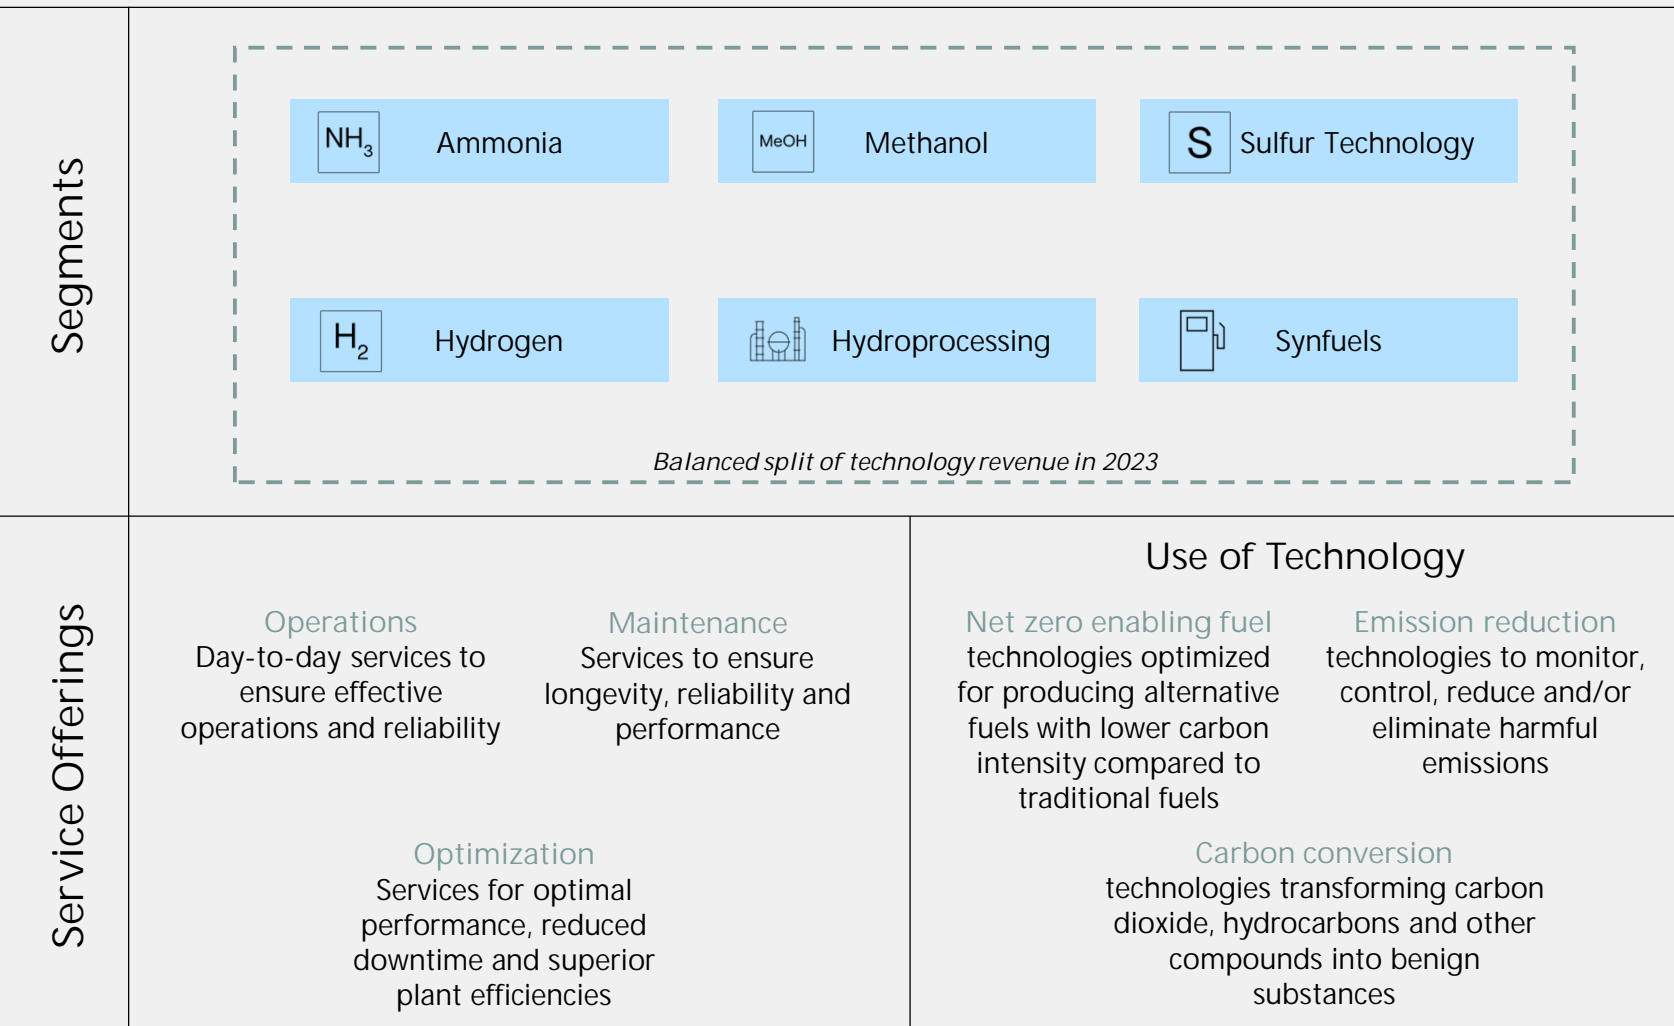 Segments
NH3 Ammonia
MeOH Methanol
S Sulfur Technology
H2 Hydrogen
Hydroprocessing
Synfuels
Balanced split of technology revenue in 2023
Service Offerings
Operations
Day-to-day services to
ensure effective
operations and reliability
Maintenance
Services to ensure
longevity, reliability and
performance
Optimization
Services for optimal
performance, reduced
downtime and superior
plant efficiencies
Use of Technology
Net zero enabling fuel
technologies optimized
for producing alternative
fuels with lower carbon
intensity compared to
traditional fuels
Emission reduction
technologies to monitor,
control, reduce and/or
eliminate harmful
emissions
Carbon conversion
technologies transforming carbon
dioxide, hydrocarbons and other
compounds into benign
substances